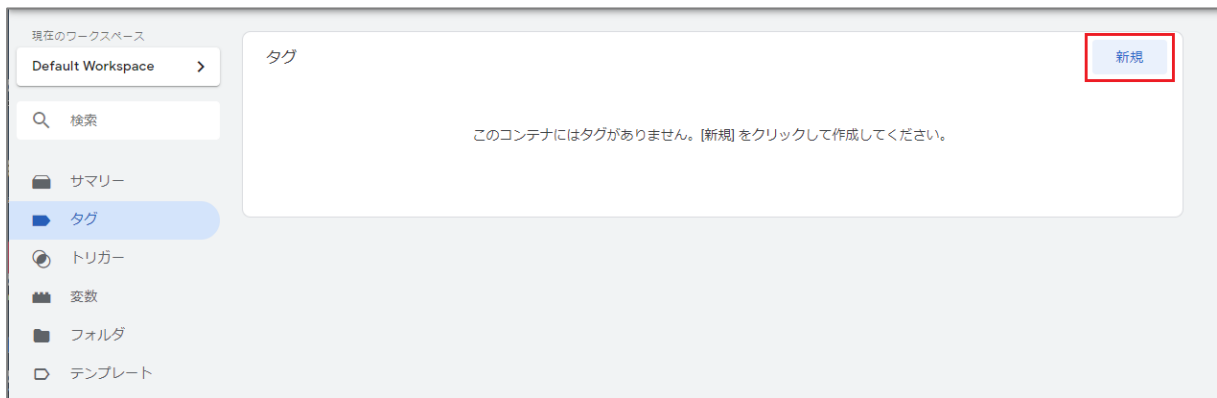 現在のワークスペース
Default Workspace
検索
サマリー
タグ
トリガー
変数
フォルダ
テンプレート
タグ
新規
このコンテナにはタグがありません。[新規] をクリックして作成してください。